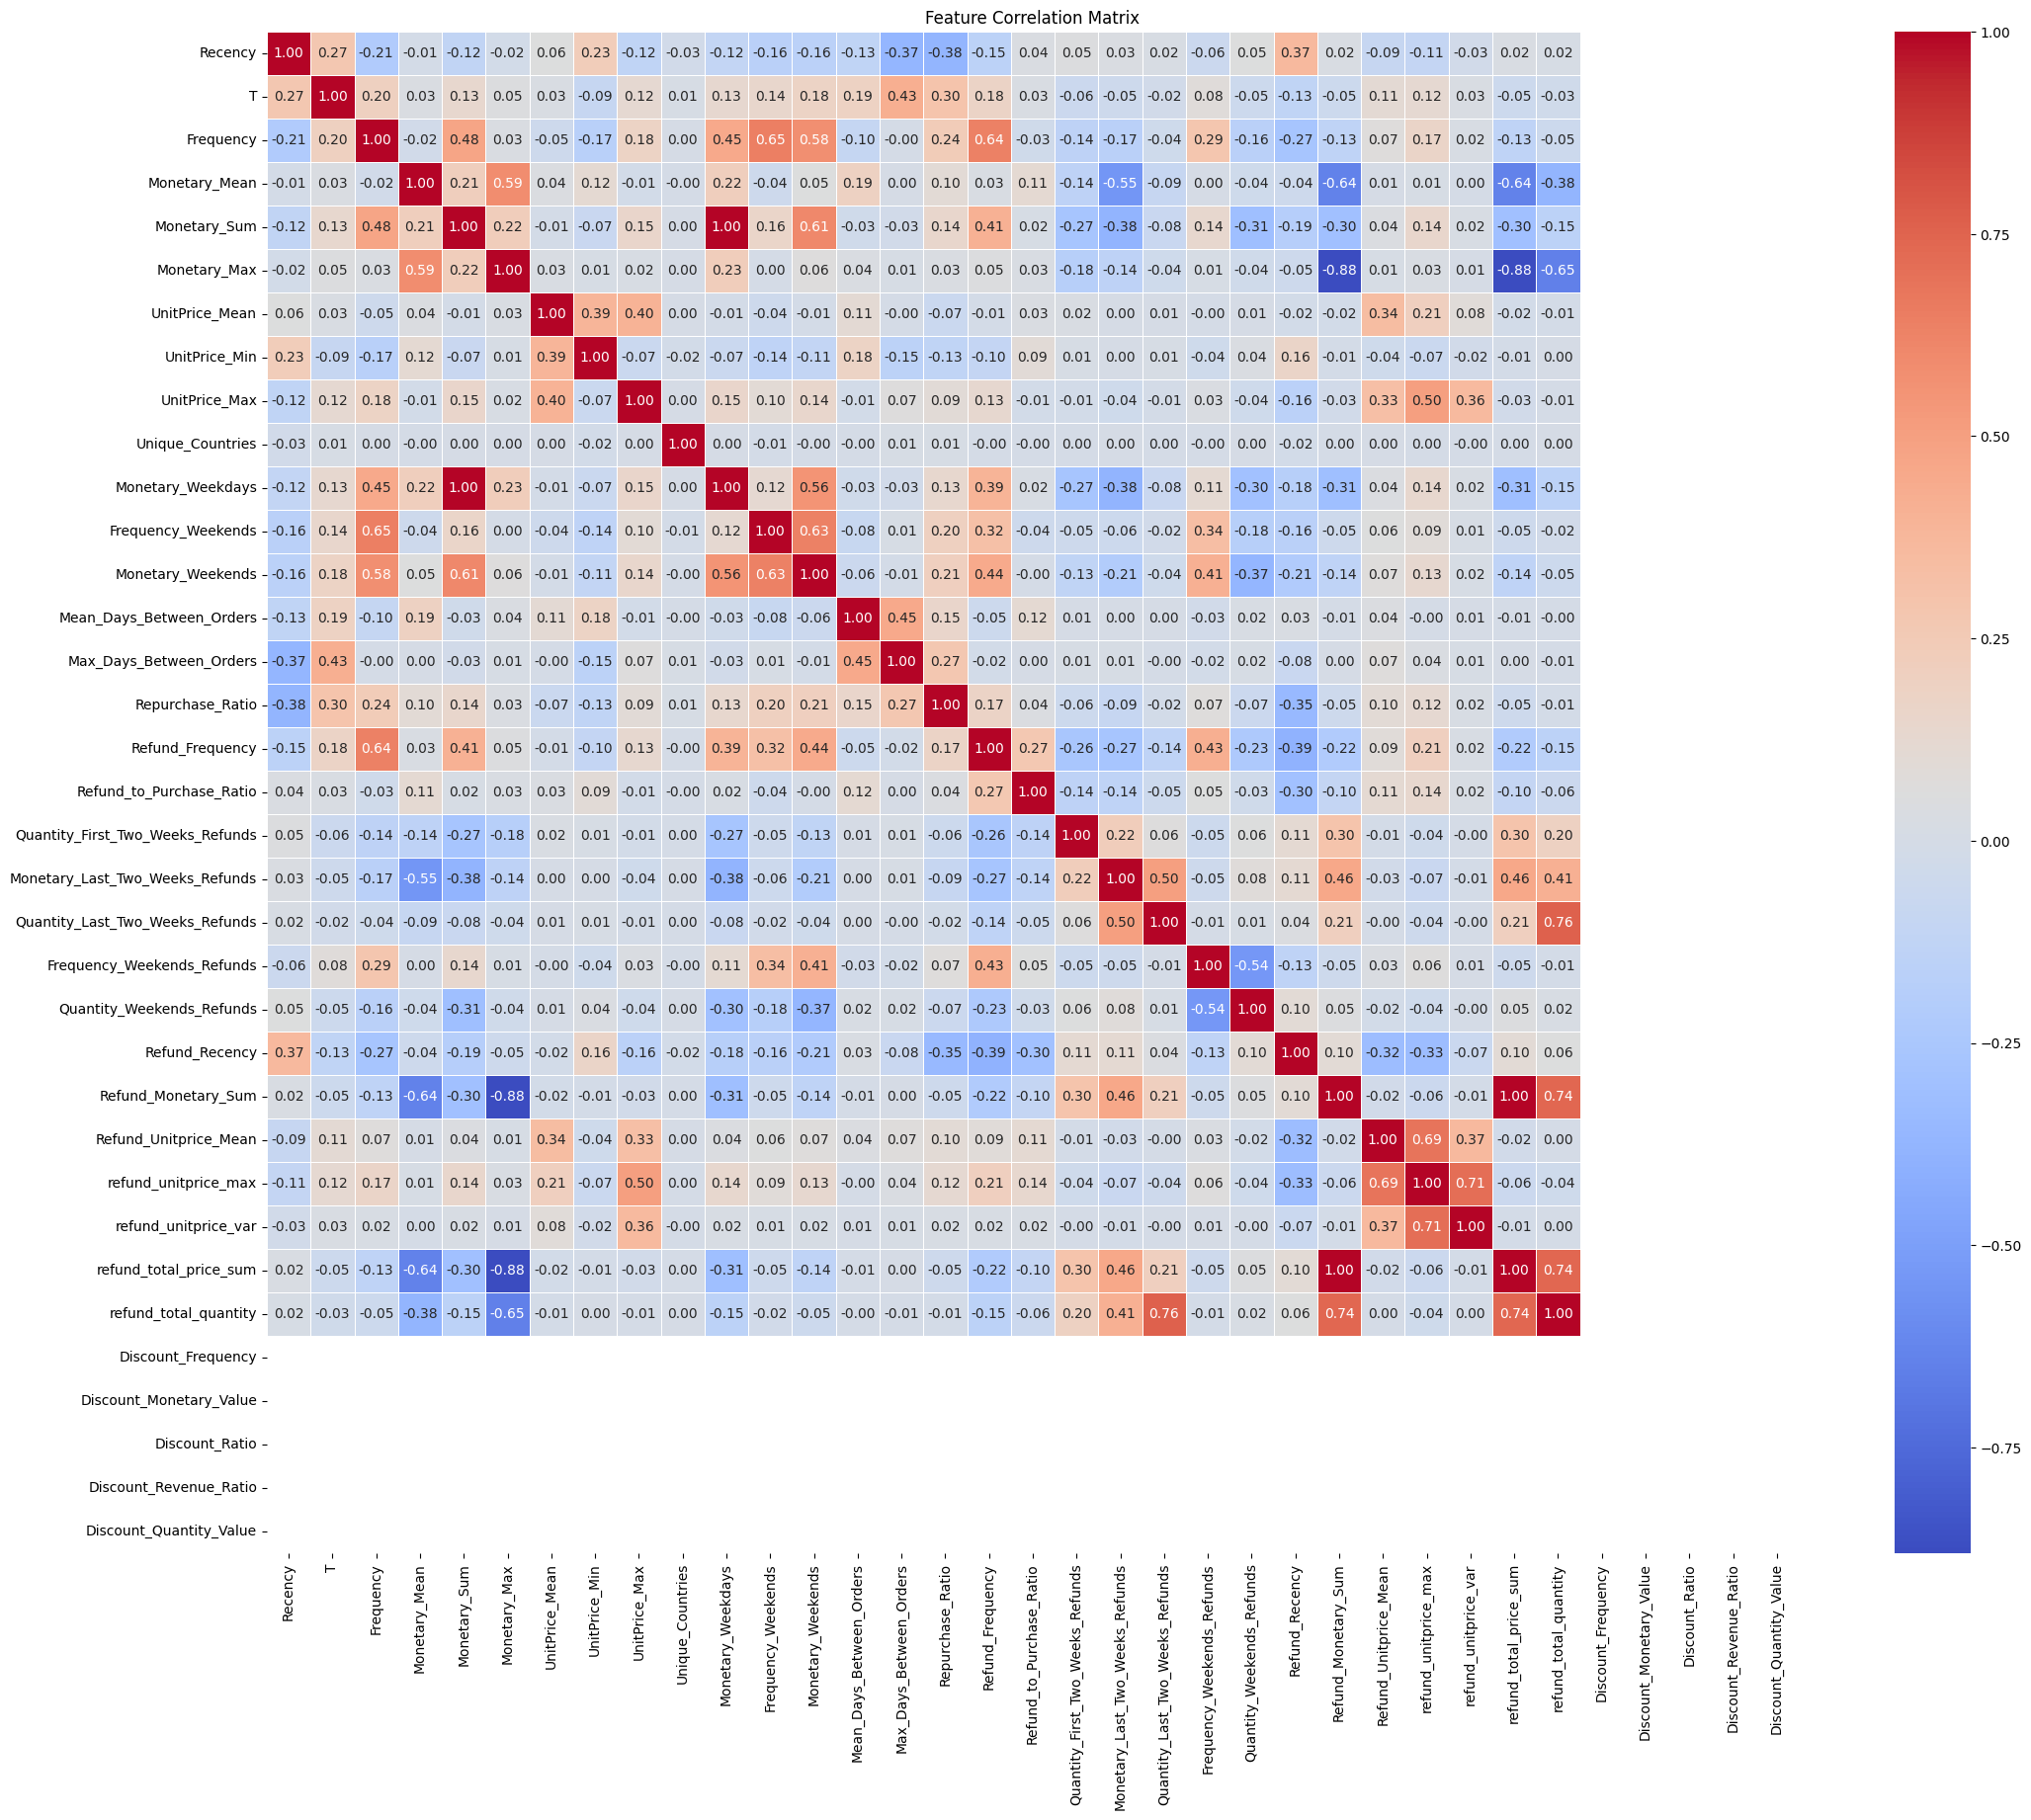 Feature Correlation Matrix
Recency 1.00 0.27 -0.21 -0.01 -0.12 -0.02 0.06 0.23 -0.12 -0.03 -0.12 -0.16 -0.16 -0.13 -0.37 -0.38 -0.15 0.04 0.05 0.03 0.02 -0.06 0.05 0.37 0.02 -0.09 -0.11 -0.03 0.02 0.02
T 0.27 1.00 0.20 0.03 0.13 0.05 0.03 -0.09 0.12 0.01 0.13 0.14 0.18 0.19 0.43 0.30 0.18 0.03 -0.06 -0.05 -0.02 0.08 -0.05 -0.13 -0.05 0.11 0.12 0.03 -0.05 -0.03
Frequency -0.21 0.20 1.00 -0.02 0.48 0.03 -0.05 -0.17 0.18 0.00 0.45 0.65 0.58 -0.10 -0.00 0.24 0.64 -0.03 -0.14 -0.17 -0.04 0.29 -0.16 -0.27 -0.13 0.07 0.17 0.02 -0.13 -0.05
Monetary_Mean -0.01 0.03 -0.02 1.00 0.21 0.59 0.04 0.12 -0.01 -0.00 0.22 -0.04 0.05 0.19 0.00 0.10 0.03 0.11 -0.14 -0.55 -0.09 0.00 -0.04 -0.04 -0.64 0.01 0.01 0.00 -0.64 -0.38
Monetary_Sum -0.12 0.13 0.48 0.21 1.00 0.22 -0.01 -0.07 0.15 0.00 1.00 0.16 0.61 -0.03 -0.03 0.14 0.41 0.02 -0.27 -0.38 -0.08 0.14 -0.31 -0.19 -0.30 0.04 0.14 0.02 -0.30 -0.15
Monetary_Max -0.02 0.05 0.03 0.59 0.22 1.00 0.03 0.01 0.02 0.00 0.23 0.00 0.06 0.04 0.01 0.03 0.05 0.03 -0.18 -0.14 -0.04 0.01 -0.04 -0.05 -0.88 0.01 0.03 0.01 -0.88 -0.65
UnitPrice_Mean 0.06 0.03 -0.05 0.04 -0.01 0.03 1.00 0.39 0.40 0.00 -0.01 -0.04 -0.01 0.11 -0.00 -0.07 -0.01 0.03 0.02 0.00 0.01 -0.00 0.01 -0.02 -0.02 0.34 0.21 0.08 -0.02 -0.01
UnitPrice_Min 0.23 -0.09 -0.17 0.12 -0.07 0.01 0.39 1.00 -0.07 -0.02 -0.07 -0.14 -0.11 0.18 -0.15 -0.13 -0.10 0.09 0.01 0.00 0.01 -0.04 0.04 0.16 -0.01 -0.04 -0.07 -0.02 -0.01 0.00
UnitPrice_Max -0.12 0.12 0.18 -0.01 0.15 0.02 0.40 -0.07 1.00 0.00 0.15 0.10 0.14 -0.01 0.07 0.09 0.13 -0.01 -0.01 -0.04 -0.01 0.03 -0.04 -0.16 -0.03 0.33 0.50 0.36 -0.03 -0.01
Unique_Countries -0.03 0.01 0.00 -0.00 0.00 0.00 0.00 -0.02 0.00 1.00 0.00 -0.01 -0.00 -0.00 0.01 0.01 -0.00 -0.00 0.00 0.00 0.00 -0.00 0.00 -0.02 0.00 0.00 0.00 -0.00 0.00 0.00
Monetary_Weekdays -0.12 0.13 0.45 0.22 1.00 0.23 -0.01 -0.07 0.15 0.00 1.00 0.12 0.56 -0.03 -0.03 0.13 0.39 0.02 -0.27 -0.38 -0.08 0.11 -0.30 -0.18 -0.31 0.04 0.14 0.02 -0.31 -0.15
Frequency_Weekends -0.16 0.14 0.65 -0.04 0.16 0.00 -0.04 -0.14 0.10 -0.01 0.12 1.00 0.63 -0.08 0.01 0.20 0.32 -0.04 -0.05 -0.06 -0.02 0.34 -0.18 -0.16 -0.05 0.06 0.09 0.01 -0.05 -0.02
Monetary_Weekends -0.16 0.18 0.58 0.05 0.61 0.06 -0.01 -0.11 0.14 -0.00 0.56 0.63 1.00 -0.06 -0.01 0.21 0.44 -0.00 -0.13 -0.21 -0.04 0.41 -0.37 -0.21 -0.14 0.07 0.13 0.02 -0.14 -0.05
Mean_Days_Between_Orders -0.13 0.19 -0.10 0.19 -0.03 0.04 0.11 0.18 -0.01 -0.00 -0.03 -0.08 -0.06 1.00 0.45 0.15 -0.05 0.12 0.01 0.00 0.00 -0.03 0.02 0.03 -0.01 0.04 -0.00 0.01 -0.01 -0.00
Max_Days_Between_Orders -0.37 0.43 -0.00 0.00 -0.03 0.01 -0.00 -0.15 0.07 0.01 -0.03 0.01 -0.01 0.45 1.00 0.27 -0.02 0.00 0.01 0.01 -0.00 -0.02 0.02 -0.08 0.00 0.07 0.04 0.01 0.00 -0.01
Repurchase_Ratio -0.38 0.30 0.24 0.10 0.14 0.03 -0.07 -0.13 0.09 0.01 0.13 0.20 0.21 0.15 0.27 1.00 0.17 0.04 -0.06 -0.09 -0.02 0.07 -0.07 -0.35 -0.05 0.10 0.12 0.02 -0.05 -0.01
Refund_Frequency -0.15 0.18 0.64 0.03 0.41 0.05 -0.01 -0.10 0.13 -0.00 0.39 0.32 0.44 -0.05 -0.02 0.17 1.00 0.27 -0.26 -0.27 -0.14 0.43 -0.23 -0.39 -0.22 0.09 0.21 0.02 -0.22 -0.15
Refund_to_Purchase_Ratio 0.04 0.03 -0.03 0.11 0.02 0.03 0.03 0.09 -0.01 -0.00 0.02 -0.04 -0.00 0.12 0.00 0.04 0.27 1.00 -0.14 -0.14 -0.05 0.05 -0.03 -0.30 -0.10 0.11 0.14 0.02 -0.10 -0.06
Quantity_First_Two_Weeks_Refunds 0.05 -0.06 -0.14 -0.14 -0.27 -0.18 0.02 0.01 -0.01 0.00 -0.27 -0.05 -0.13 0.01 0.01 -0.06 -0.26 -0.14 1.00 0.22 0.06 -0.05 0.06 0.11 0.30 -0.01 -0.04 -0.00 0.30 0.20
Monetary_Last_Two_Weeks_Refunds 0.03 -0.05 -0.17 -0.55 -0.38 -0.14 0.00 0.00 -0.04 0.00 -0.38 -0.06 -0.21 0.00 0.01 -0.09 -0.27 -0.14 0.22 1.00 0.50 -0.05 0.08 0.11 0.46 -0.03 -0.07 -0.01 0.46 0.41
Quantity_Last_Two_Weeks_Refunds 0.02 -0.02 -0.04 -0.09 -0.08 -0.04 0.01 0.01 -0.01 0.00 -0.08 -0.02 -0.04 0.00 -0.00 -0.02 -0.14 -0.05 0.06 0.50 1.00 -0.01 0.01 0.04 0.21 -0.00 -0.04 -0.00 0.21 0.76
Frequency_Weekends_Refunds -0.06 0.08 0.29 0.00 0.14 0.01 -0.00 -0.04 0.03 -0.00 0.11 0.34 0.41 -0.03 -0.02 0.07 0.43 0.05 -0.05 -0.05 -0.01 1.00 -0.54 -0.13 -0.05 0.03 0.06 0.01 -0.05 -0.01
Quantity_Weekends_Refunds 0.05 -0.05 -0.16 -0.04 -0.31 -0.04 0.01 0.04 -0.04 0.00 -0.30 -0.18 -0.37 0.02 0.02 -0.07 -0.23 -0.03 0.06 0.08 0.01 -0.54 1.00 0.10 0.05 -0.02 -0.04 -0.00 0.05 0.02
Refund_Recency 0.37 -0.13 -0.27 -0.04 -0.19 -0.05 -0.02 0.16 -0.16 -0.02 -0.18 -0.16 -0.21 0.03 -0.08 -0.35 -0.39 -0.30 0.11 0.11 0.04 -0.13 0.10 1.00 0.10 -0.32 -0.33 -0.07 0.10 0.06
Refund_Monetary_Sum 0.02 -0.05 -0.13 -0.64 -0.30 -0.88 -0.02 -0.01 -0.03 0.00 -0.31 -0.05 -0.14 -0.01 0.00 -0.05 -0.22 -0.10 0.30 0.46 0.21 -0.05 0.05 0.10 1.00 -0.02 -0.06 -0.01 1.00 0.74
Refund_Unitprice_Mean -0.09 0.11 0.07 0.01 0.04 0.01 0.34 -0.04 0.33 0.00 0.04 0.06 0.07 0.04 0.07 0.10 0.09 0.11 -0.01 -0.03 -0.00 0.03 -0.02 -0.32 -0.02 1.00 0.69 0.37 -0.02 0.00
refund_unitprice_max -0.11 0.12 0.17 0.01 0.14 0.03 0.21 -0.07 0.50 0.00 0.14 0.09 0.13 -0.00 0.04 0.12 0.21 0.14 -0.04 -0.07 -0.04 0.06 -0.04 -0.33 -0.06 0.69 1.00 0.71 -0.06 -0.04
refund_unitprice_var -0.03 0.03 0.02 0.00 0.02 0.01 0.08 -0.02 0.36 -0.00 0.02 0.01 0.02 0.01 0.01 0.02 0.02 0.02 -0.00 -0.01 -0.00 0.01 -0.00 -0.07 -0.01 0.37 0.71 1.00 -0.01 0.00
refund_total_price_sum 0.02 -0.05 -0.13 -0.64 -0.30 -0.88 -0.02 -0.01 -0.03 0.00 -0.31 -0.05 -0.14 -0.01 0.00 -0.05 -0.22 -0.10 0.30 0.46 0.21 -0.05 0.05 0.10 1.00 -0.02 -0.06 -0.01 1.00 0.74
refund_total_quantity 0.02 -0.03 -0.05 -0.38 -0.15 -0.65 -0.01 0.00 -0.01 0.00 -0.15 -0.02 -0.05 -0.00 -0.01 -0.01 -0.15 -0.06 0.20 0.41 0.76 -0.01 0.02 0.06 0.74 0.00 -0.04 0.00 0.74 1.00
Discount_Frequency
Discount_Monetary_Value
Discount_Ratio
Discount_Revenue_Ratio
Discount_Quantity_Value
Recency
T
Frequency
Monetary_Mean
Monetary_Sum
Monetary_Max
UnitPrice_Mean
UnitPrice_Min
UnitPrice_Max
Unique_Countries
Monetary_Weekdays
Frequency_Weekends
Monetary_Weekends
Mean_Days_Between_Orders
Max_Days_Between_Orders
Repurchase_Ratio
Refund_Frequency
Refund_to_Purchase_Ratio
Quantity_First_Two_Weeks_Refunds
Monetary_Last_Two_Weeks_Refunds
Quantity_Last_Two_Weeks_Refunds
Frequency_Weekends_Refunds
Quantity_Weekends_Refunds
Refund_Recency
Refund_Monetary_Sum
Refund_Unitprice_Mean
refund_unitprice_max
refund_unitprice_var
refund_total_price_sum
refund_total_quantity
Discount_Frequency
Discount_Monetary_Value
Discount_Ratio
Discount_Revenue_Ratio
Discount_Quantity_Value
1.00
0.75
0.50
0.25
0.00
−0.25
−0.50
−0.75